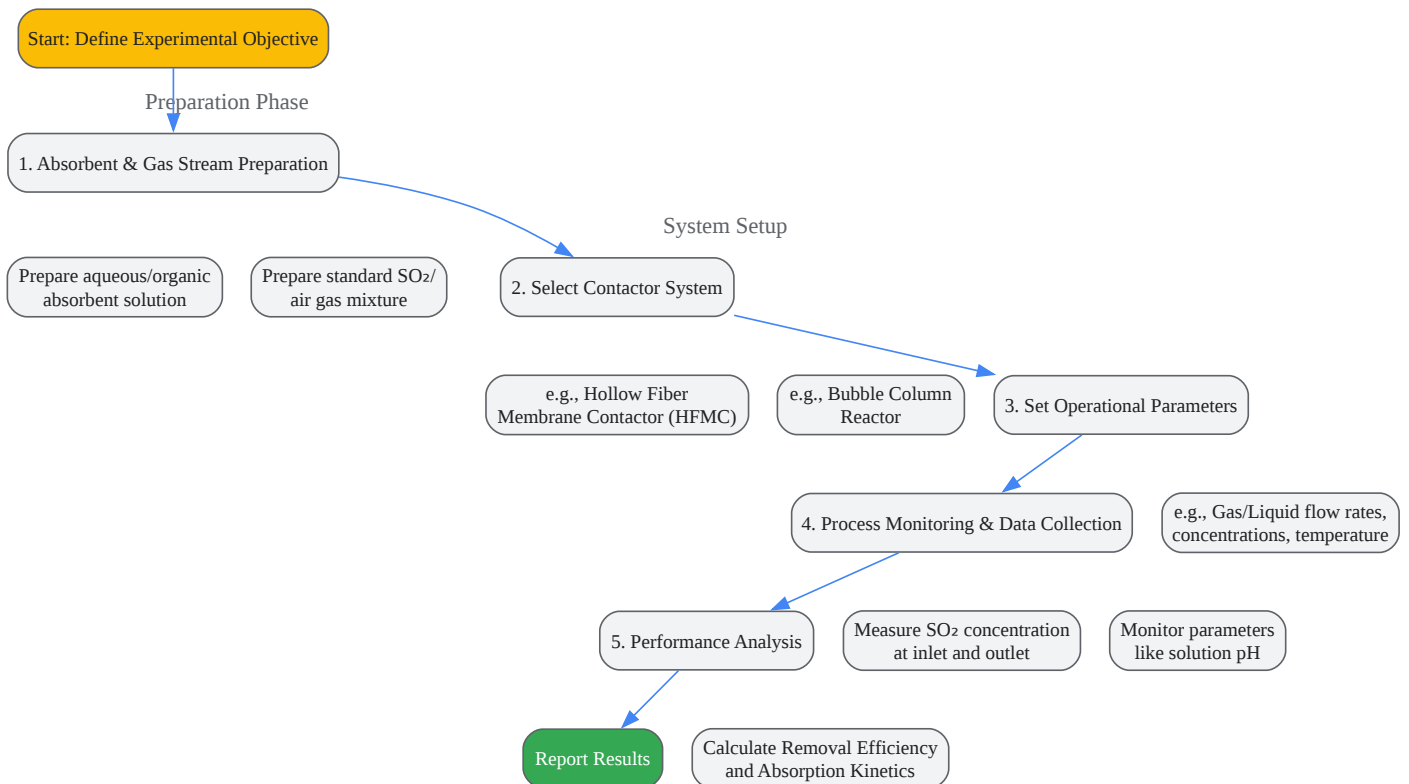 Start: Define Experimental Objective
Preparation Phase
1. Absorbent & Gas Stream Preparation
System Setup
Prepare aqueous/organic
absorbent solution
Prepare standard SO₂/
air gas mixture
2. Select Contactor System
e.g., Hollow Fiber
Membrane Contactor (HFMC)
e.g., Bubble Column
Reactor
3. Set Operational Parameters
4. Process Monitoring & Data Collection
e.g., Gas/Liquid flow rates,
concentrations, temperature
5. Performance Analysis
Measure SO₂ concentration
at inlet and outlet
Monitor parameters
like solution pH
Report Results
Calculate Removal Efficiency
and Absorption Kinetics